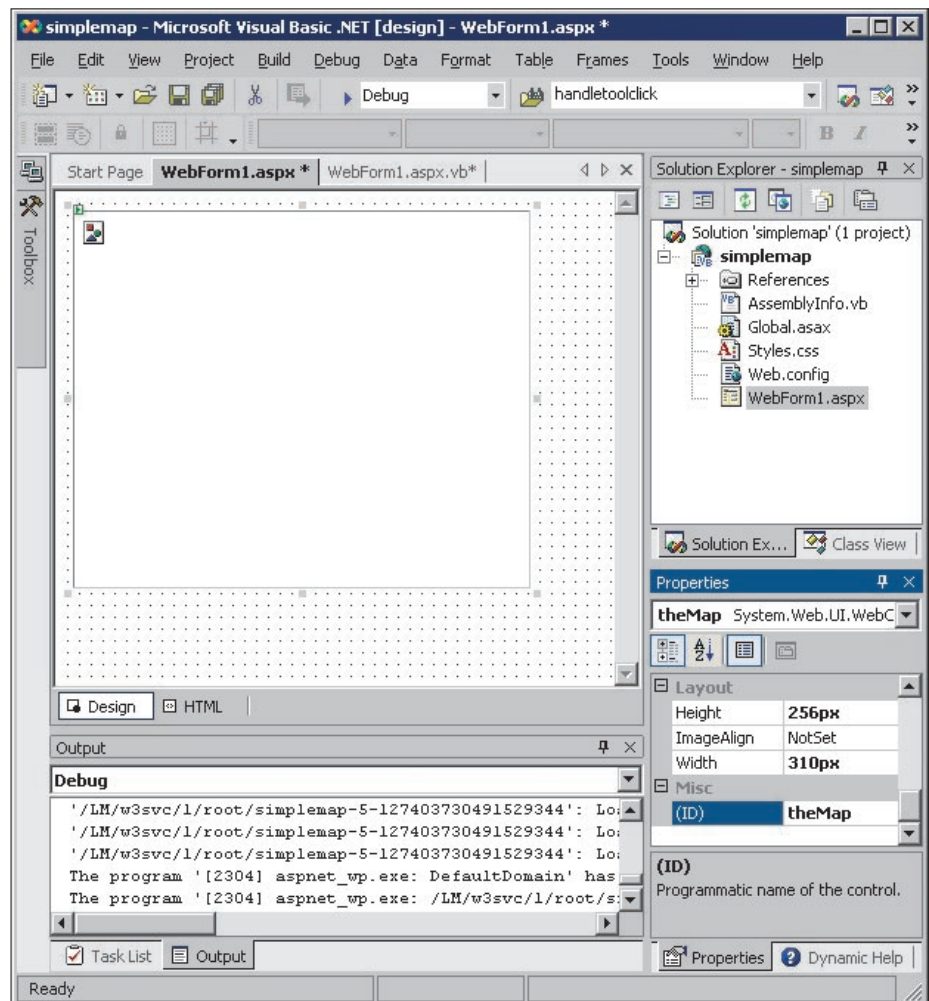 simplemap - Microsoft Visual Basic .NET [design] - WebForm1.aspx *
File Edit View Project Build Debug Data Format Table Frames Tools Window Help
Debug handletoolclick
B I
Start Page WebForm1.aspx * WebForm1.aspx.vb*
Toolbox
Design HTML
Output
Debug
'/LM/w3svc/1/root/simplemap-5-127403730491529344': Lo
'/LM/w3svc/1/root/simplemap-5-127403730491529344': Lo
'/LM/w3svc/1/root/simplemap-5-127403730491529344': Lo
The program '[2304] aspnet_wp.exe: DefaultDomain' has
The program '[2304] aspnet_wp.exe: /LM/w3svc/1/root/s
Task List Output
Ready
Solution Explorer - simplemap
Solution 'simplemap' (1 project)
simplemap
References
AssemblyInfo.vb
Global.asax
Styles.css
Web.config
WebForm1.aspx
Solution Ex... Class View
Properties
theMap System.Web.UI.WebC
Layout
Height 256px
ImageAlign NotSet
Width 310px
Misc
(ID) theMap
(ID)
Programmatic name of the control.
Properties Dynamic Help